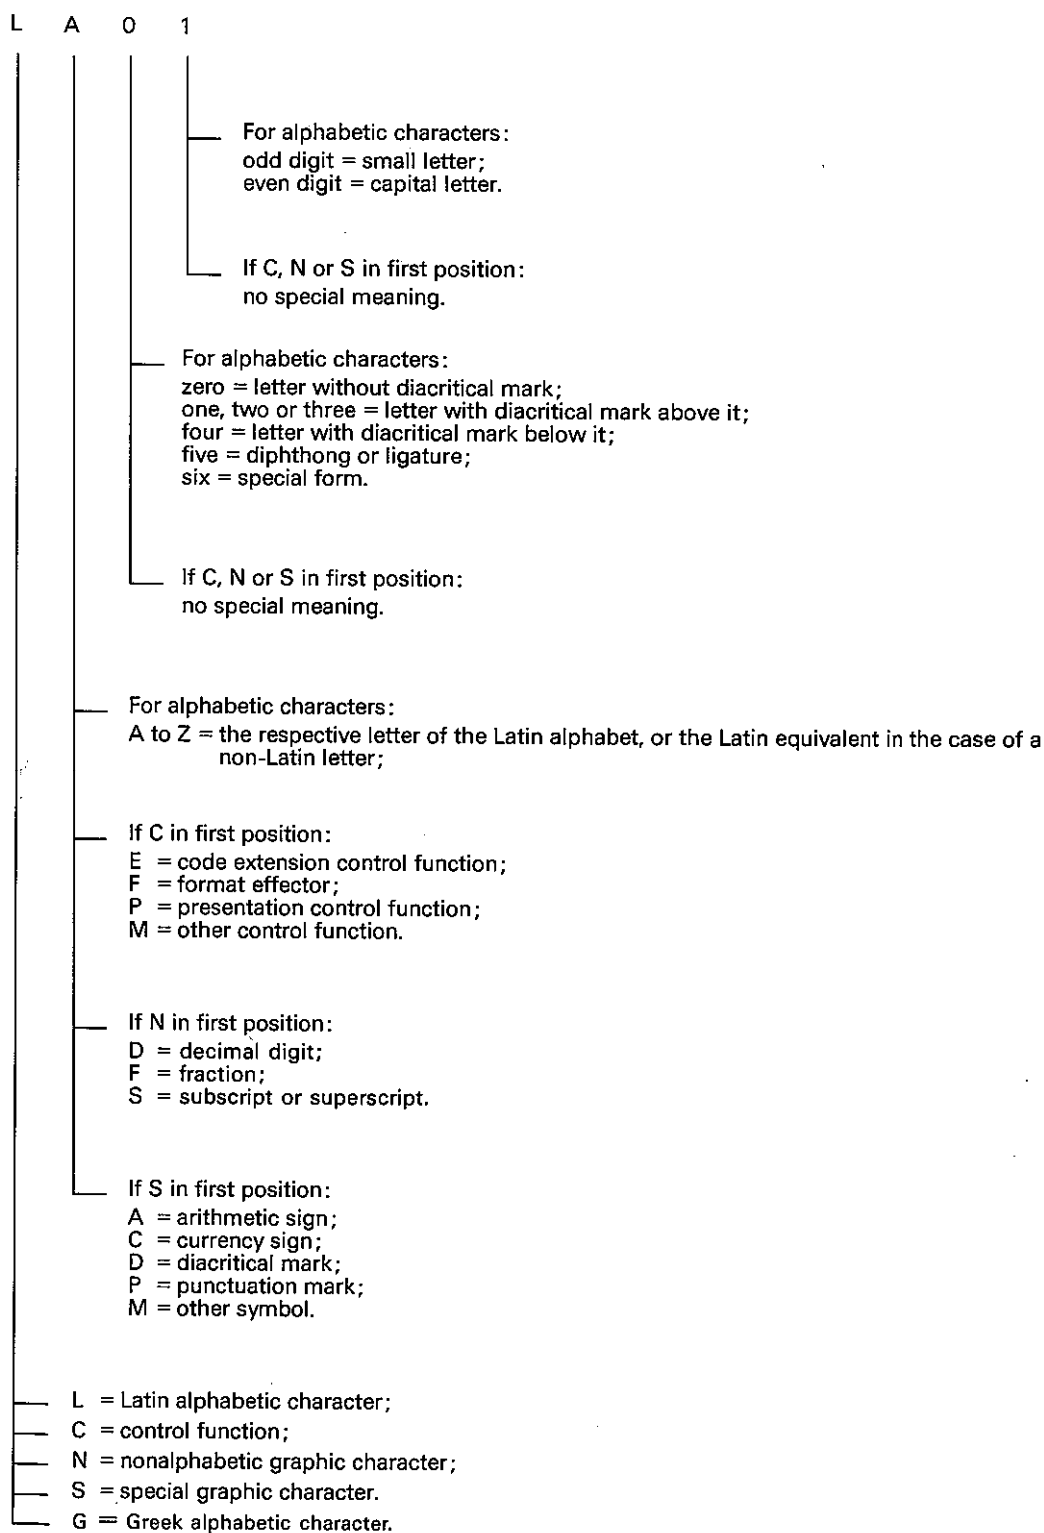 L A 0 1
For alphabetic characters:
odd digit = small letter;
even digit = capital letter.
If C, N or S in first position:
no special meaning.
For alphabetic characters:
zero = letter without diacritical mark;
one, two or three = letter with diacritical mark above it;
four = letter with diacritical mark below it;
five = diphthong or ligature;
six = special form.
If C, N or S in first position:
no special meaning.
For alphabetic characters:
A to Z = the respective letter of the Latin alphabet, or the Latin equivalent in the case of a
non-Latin letter;
If C in first position:
E = code extension control function;
F = format effector;
P = presentation control function;
M = other control function.
If N in first position:
D = decimal digit;
F = fraction;
S = subscript or superscript.
If S in first position:
A = arithmetic sign;
C = currency sign;
D = diacritical mark;
P = punctuation mark;
M = other symbol.
L = Latin alphabetic character;
C = control function;
N = nonalphabetic graphic character;
S = special graphic character.
G = Greek alphabetic character.